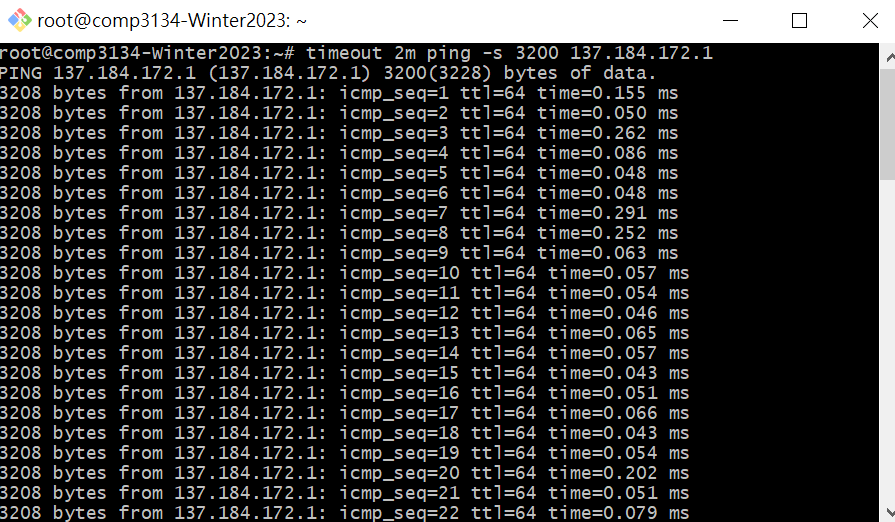 root@comp3134-Winter2023: ~
root@comp3134-Winter2023:~# timeout 2m ping -s 3200 137.184.172.1
PING 137.184.172.1 (137.184.172.1) 3200(3228) bytes of data.
3208 bytes from 137.184.172.1: icmp_seq=1 ttl=64 time=0.155 ms
3208 bytes from 137.184.172.1: icmp_seq=2 ttl=64 time=0.050 ms
3208 bytes from 137.184.172.1: icmp_seq=3 ttl=64 time=0.262 ms
3208 bytes from 137.184.172.1: icmp_seq=4 ttl=64 time=0.086 ms
3208 bytes from 137.184.172.1: icmp_seq=5 ttl=64 time=0.048 ms
3208 bytes from 137.184.172.1: icmp_seq=6 ttl=64 time=0.048 ms
3208 bytes from 137.184.172.1: icmp_seq=7 ttl=64 time=0.291 ms
3208 bytes from 137.184.172.1: icmp_seq=8 ttl=64 time=0.252 ms
3208 bytes from 137.184.172.1: icmp_seq=9 ttl=64 time=0.063 ms
3208 bytes from 137.184.172.1: icmp_seq=10 ttl=64 time=0.057 ms
3208 bytes from 137.184.172.1: icmp_seq=11 ttl=64 time=0.054 ms
3208 bytes from 137.184.172.1: icmp_seq=12 ttl=64 time=0.046 ms
3208 bytes from 137.184.172.1: icmp_seq=13 ttl=64 time=0.065 ms
3208 bytes from 137.184.172.1: icmp_seq=14 ttl=64 time=0.057 ms
3208 bytes from 137.184.172.1: icmp_seq=15 ttl=64 time=0.043 ms
3208 bytes from 137.184.172.1: icmp_seq=16 ttl=64 time=0.051 ms
3208 bytes from 137.184.172.1: icmp_seq=17 ttl=64 time=0.066 ms
3208 bytes from 137.184.172.1: icmp_seq=18 ttl=64 time=0.043 ms
3208 bytes from 137.184.172.1: icmp_seq=19 ttl=64 time=0.054 ms
3208 bytes from 137.184.172.1: icmp_seq=20 ttl=64 time=0.202 ms
3208 bytes from 137.184.172.1: icmp_seq=21 ttl=64 time=0.051 ms
3208 bytes from 137.184.172.1: icmp_seq=22 ttl=64 time=0.079 ms